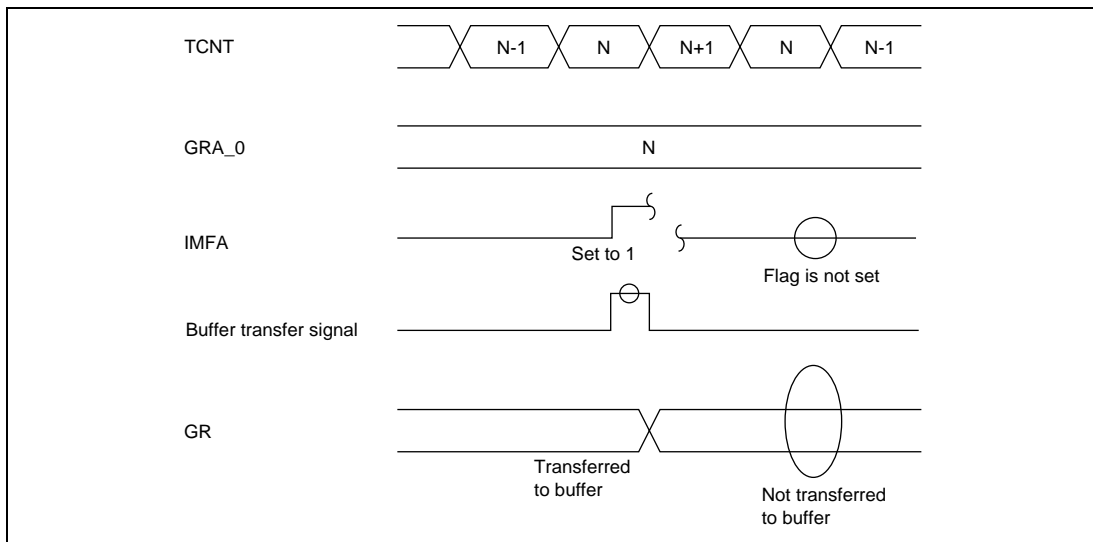 TCNT
N-1 N N+1 N N-1
GRA_0
N
IMFA
Set to 1
Flag is not set
Buffer transfer signal
GR
Transferred
to buffer
Not transferred
to buffer